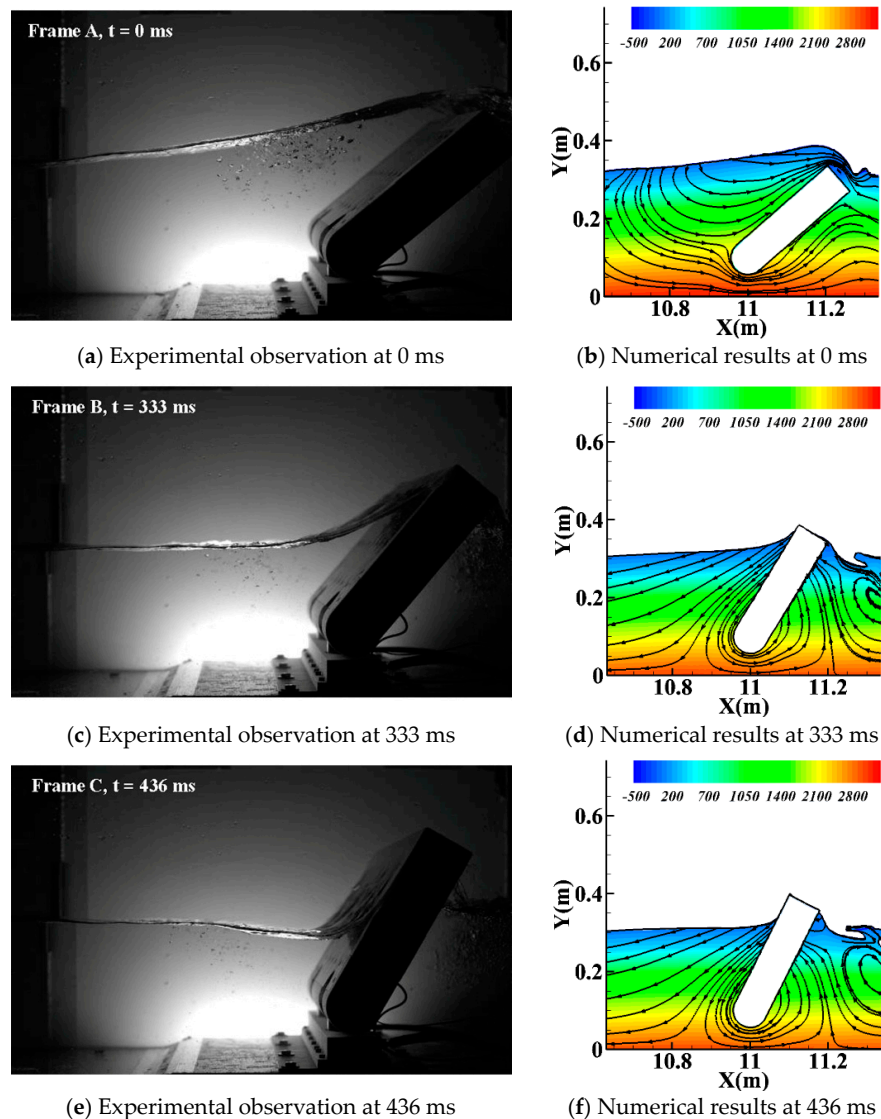 Frame A, t = 0 ms
-500 200 700 1050 1400 2100 2800
Y(m)
0.6
0.4
0.2
0
10.8 11 11.2
X(m)
(a) Experimental observation at 0 ms
(b) Numerical results at 0 ms
Frame B, t = 333 ms
-500 200 700 1050 1400 2100 2800
Y(m)
0.6
0.4
0.2
0
10.8 11 11.2
X(m)
(c) Experimental observation at 333 ms
(d) Numerical results at 333 ms
Frame C, t = 436 ms
-500 200 700 1050 1400 2100 2800
Y(m)
0.6
0.4
0.2
0
10.8 11 11.2
X(m)
(e) Experimental observation at 436 ms
(f) Numerical results at 436 ms